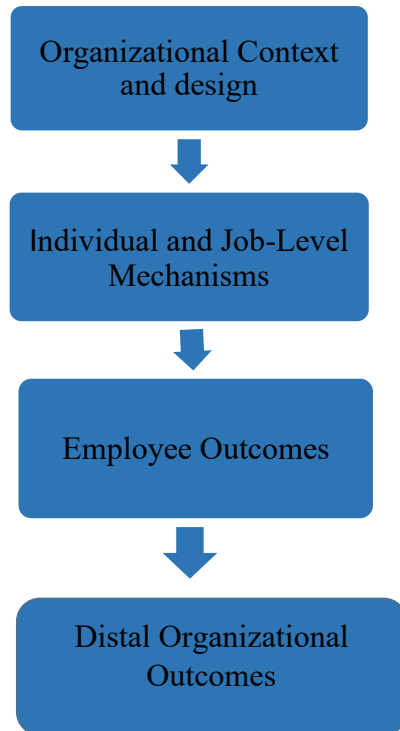 Organizational Context
and design
Individual and Job-Level
Mechanisms
Employee Outcomes
Distal Organizational
Outcomes